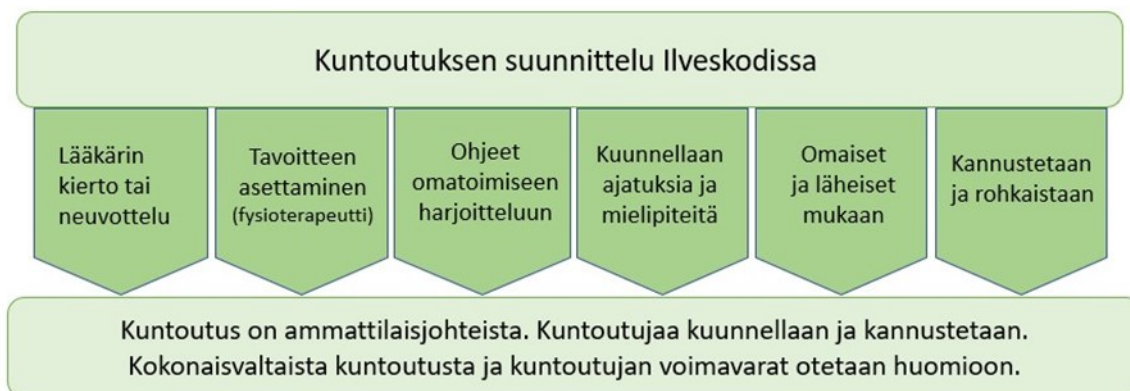 Kuntoutuksen suunnittelu Ilveskodissa
Lääkärin
kierto tai
neuvottelu
Tavoitteen
asettaminen
(fysioterapeutti)
Ohjeet
omatoimiseen
harjoitteluun
Kuunnellaan
ajatuksia ja
mielipiteitä
Omaiset
ja läheiset
mukaan
Kannustetaan
ja rohkaistaan
Kuntoutus on ammattilaisjohteista. Kuntoutujaa kuunnellaan ja kannustetaan.
Kokonaisvaltaista kuntoutusta ja kuntoutujan voimavarat otetaan huomioon.